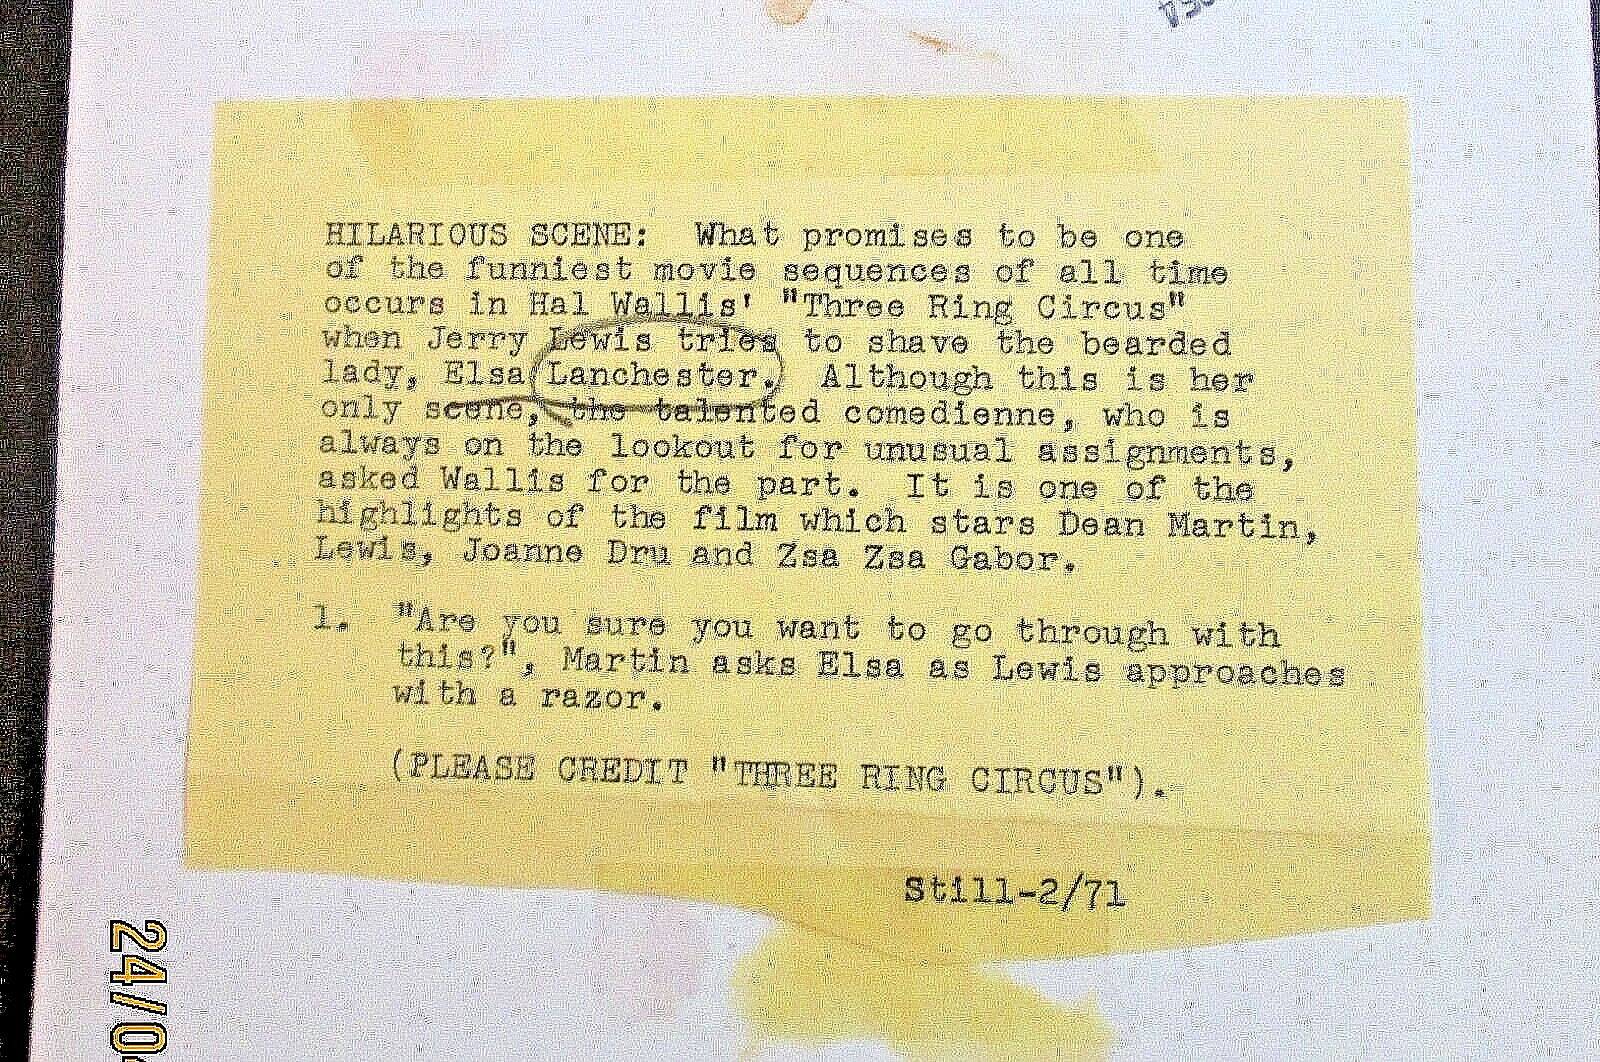 HILARIOUS SCENE: What promises to be one
of the funniest movie sequences of all time
occurs in Hal Wallis' "Three Ring Circus"
when Jerry Lewis tries to shave the bearded
lady, Elsa Lanchester. Although this is her
only scene, the talented comedienne, who is
always on the lookout for unusual assignments,
asked Wallis for the part. It is one of the
highlights of the film which stars Dean Martin,
Lewis, Joanne Dru and Zsa Zsa Gabor.
1. "Are you sure you want to go through with
this?", Martin asks Elsa as Lewis approaches
with a razor.
(PLEASE CREDIT "THREE RING CIRCUS").
Still-2/71
24/0